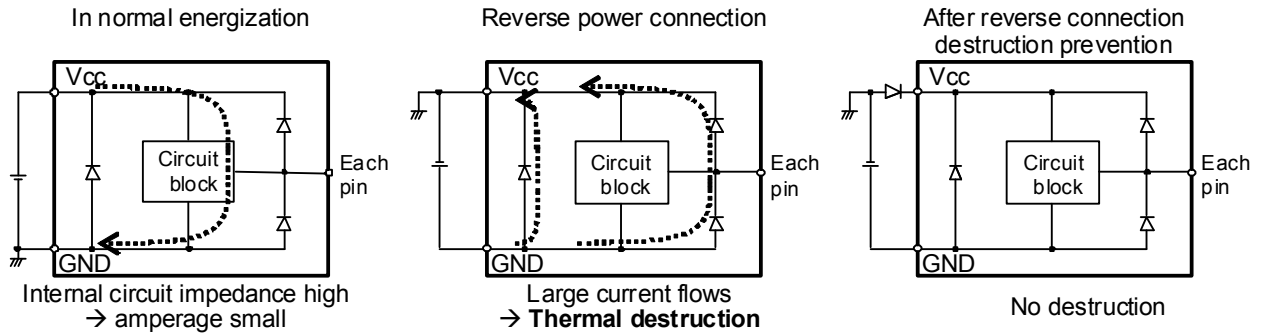 In normal energization
Vcc
Circuit
block
Each
pin
GND
Internal circuit impedance high
→ amperage small
Reverse power connection
Vcc
Circuit
block
Each
pin
GND
Large current flows
→ Thermal destruction
After reverse connection
destruction prevention
Vcc
Circuit
block
Each
pin
GND
No destruction